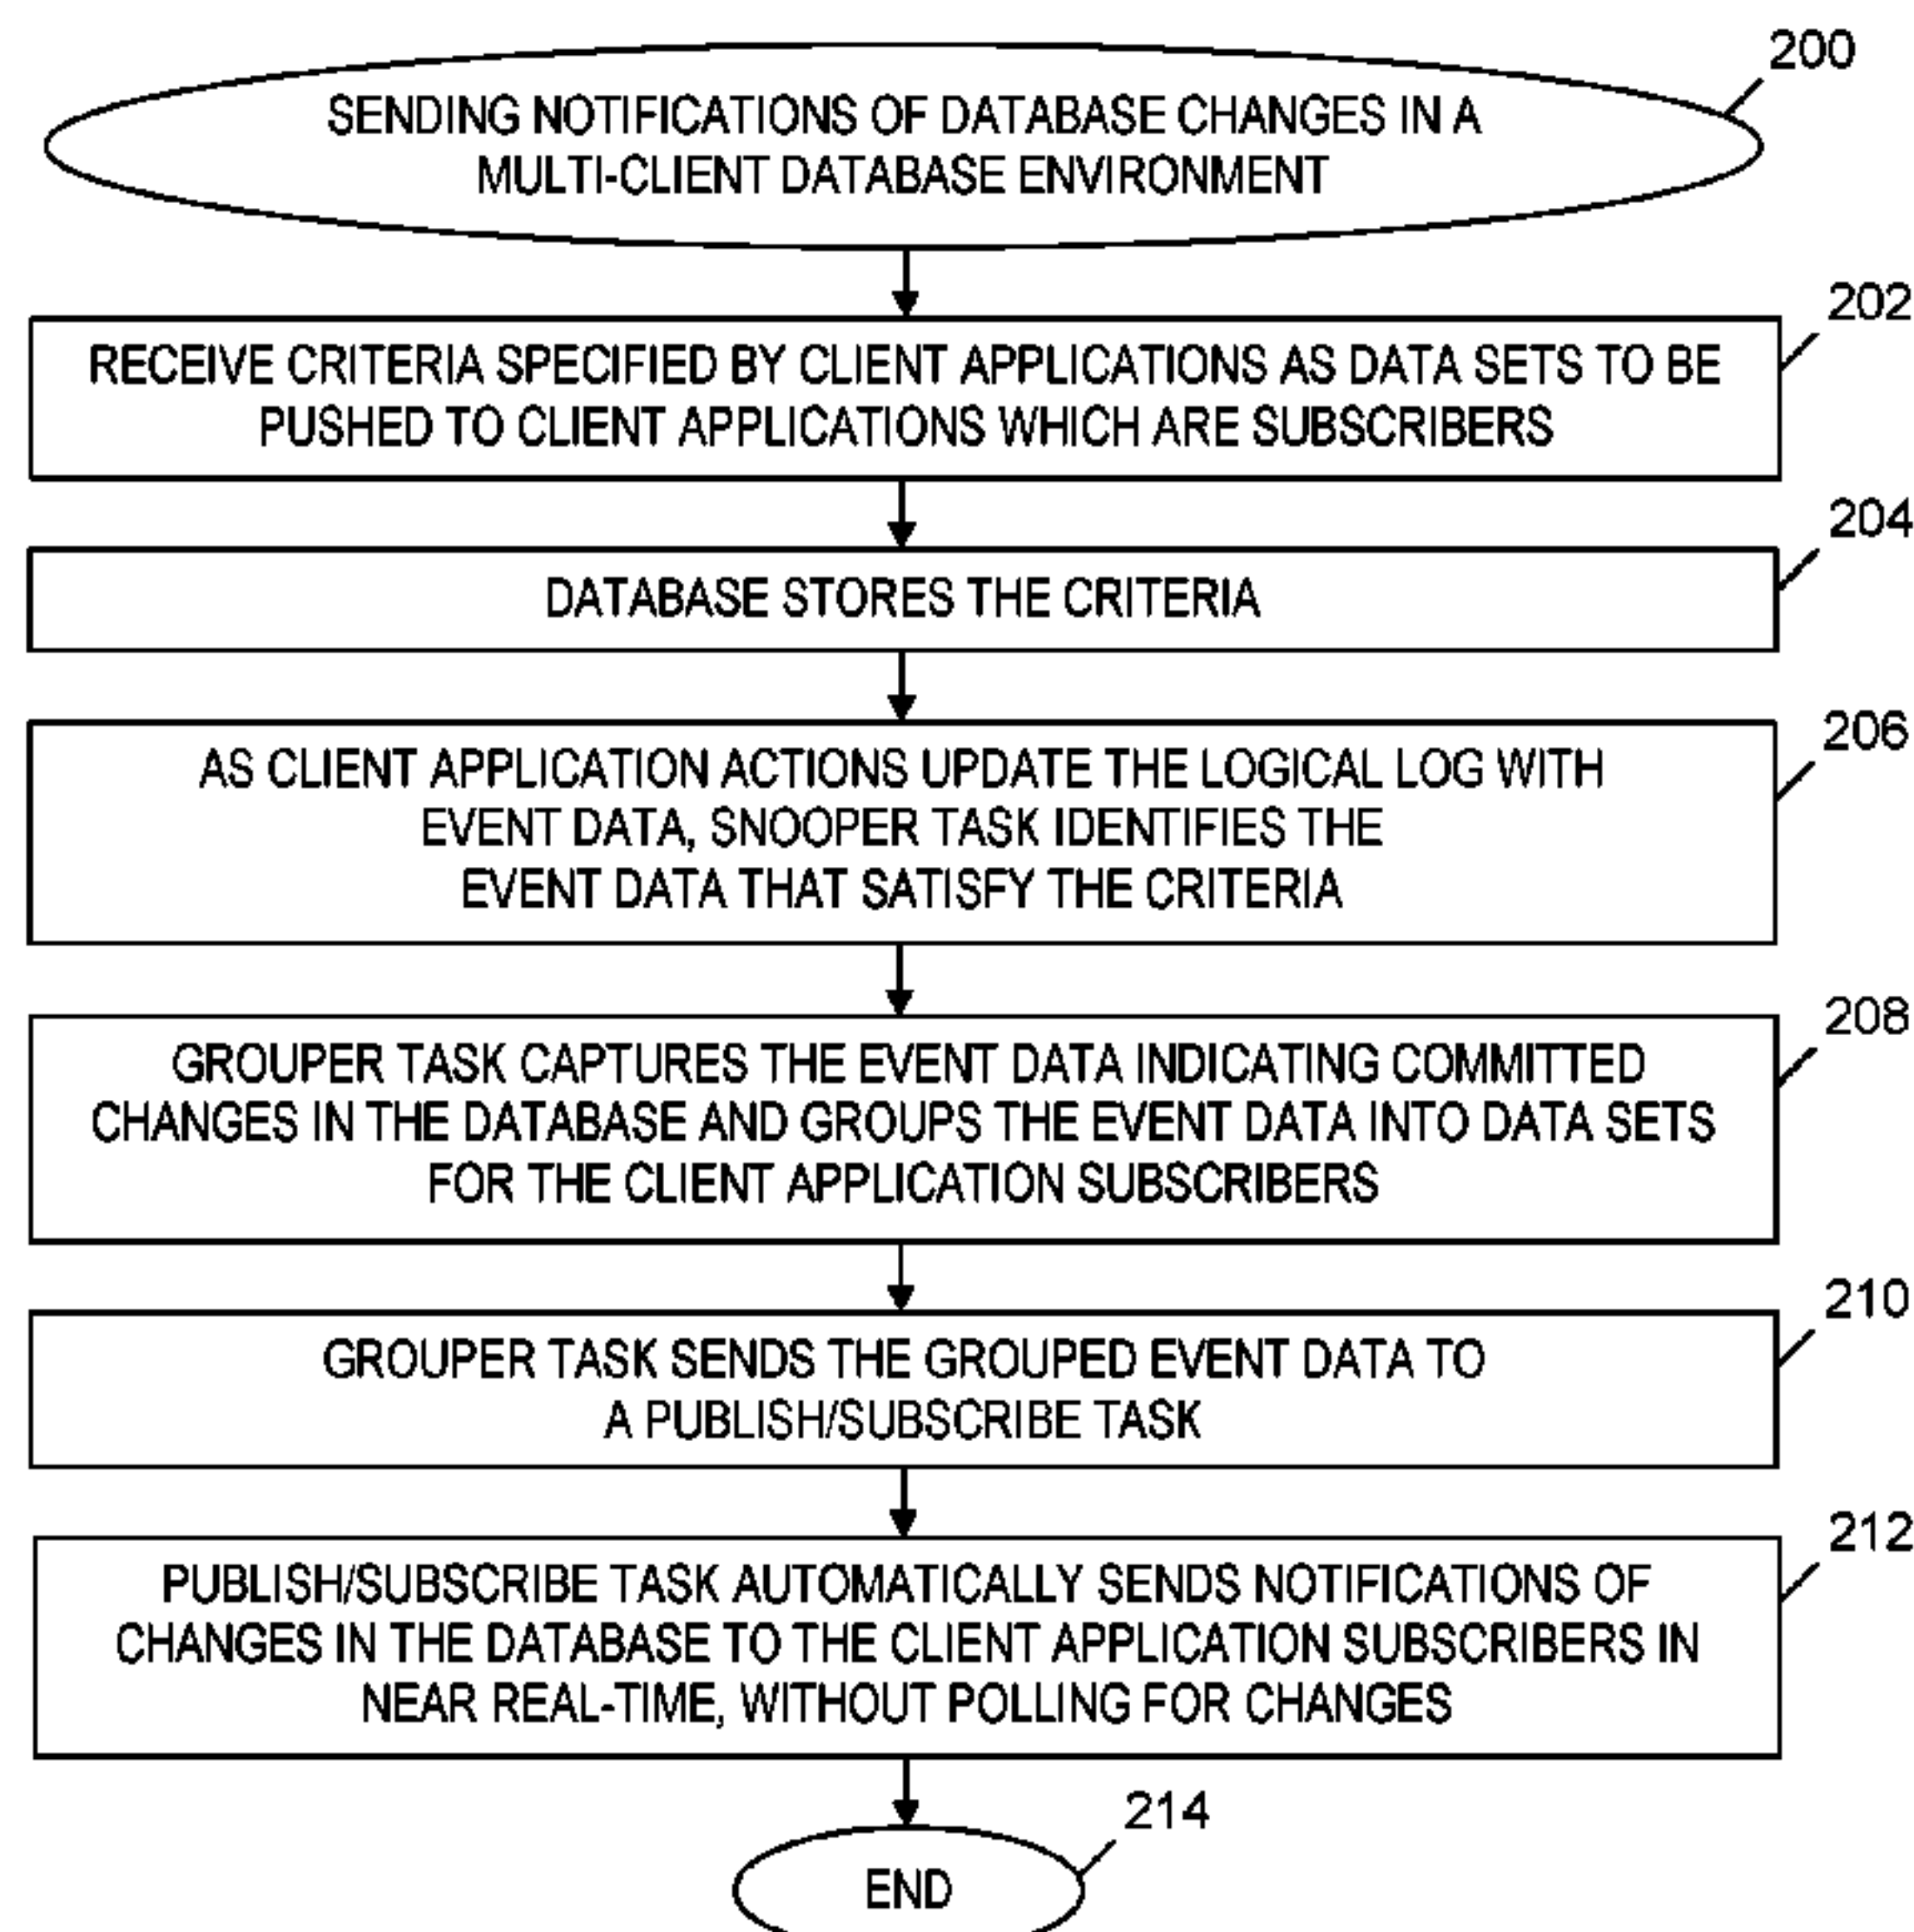 200
SENDING NOTIFICATIONS OF DATABASE CHANGES IN A
MULTI-CLIENT DATABASE ENVIRONMENT
202
RECEIVE CRITERIA SPECIFIED BY CLIENT APPLICATIONS AS DATA SETS TO BE
PUSHED TO CLIENT APPLICATIONS WHICH ARE SUBSCRIBERS
204
DATABASE STORES THE CRITERIA
206
AS CLIENT APPLICATION ACTIONS UPDATE THE LOGICAL LOG WITH
EVENT DATA, SNOOPER TASK IDENTIFIES THE
EVENT DATA THAT SATISFY THE CRITERIA
208
GROUPER TASK CAPTURES THE EVENT DATA INDICATING COMMITTED
CHANGES IN THE DATABASE AND GROUPS THE EVENT DATA INTO DATA SETS
FOR THE CLIENT APPLICATION SUBSCRIBERS
210
GROUPER TASK SENDS THE GROUPED EVENT DATA TO
A PUBLISH/SUBSCRIBE TASK
212
PUBLISH/SUBSCRIBE TASK AUTOMATICALLY SENDS NOTIFICATIONS OF
CHANGES IN THE DATABASE TO THE CLIENT APPLICATION SUBSCRIBERS IN
NEAR REAL-TIME, WITHOUT POLLING FOR CHANGES
214
END